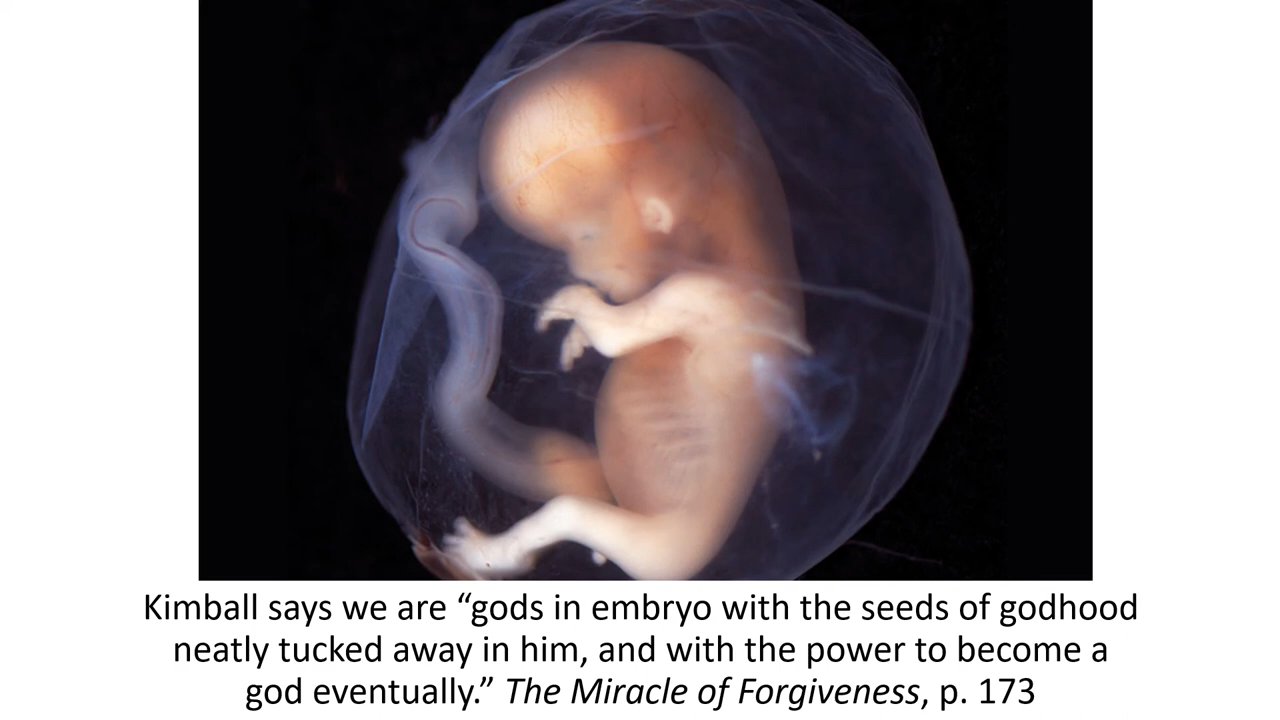 Kimball says we are “gods in embryo with the seeds of godhood
neatly tucked away in him, and with the power to become a
god eventually.” The Miracle of Forgiveness, p. 173